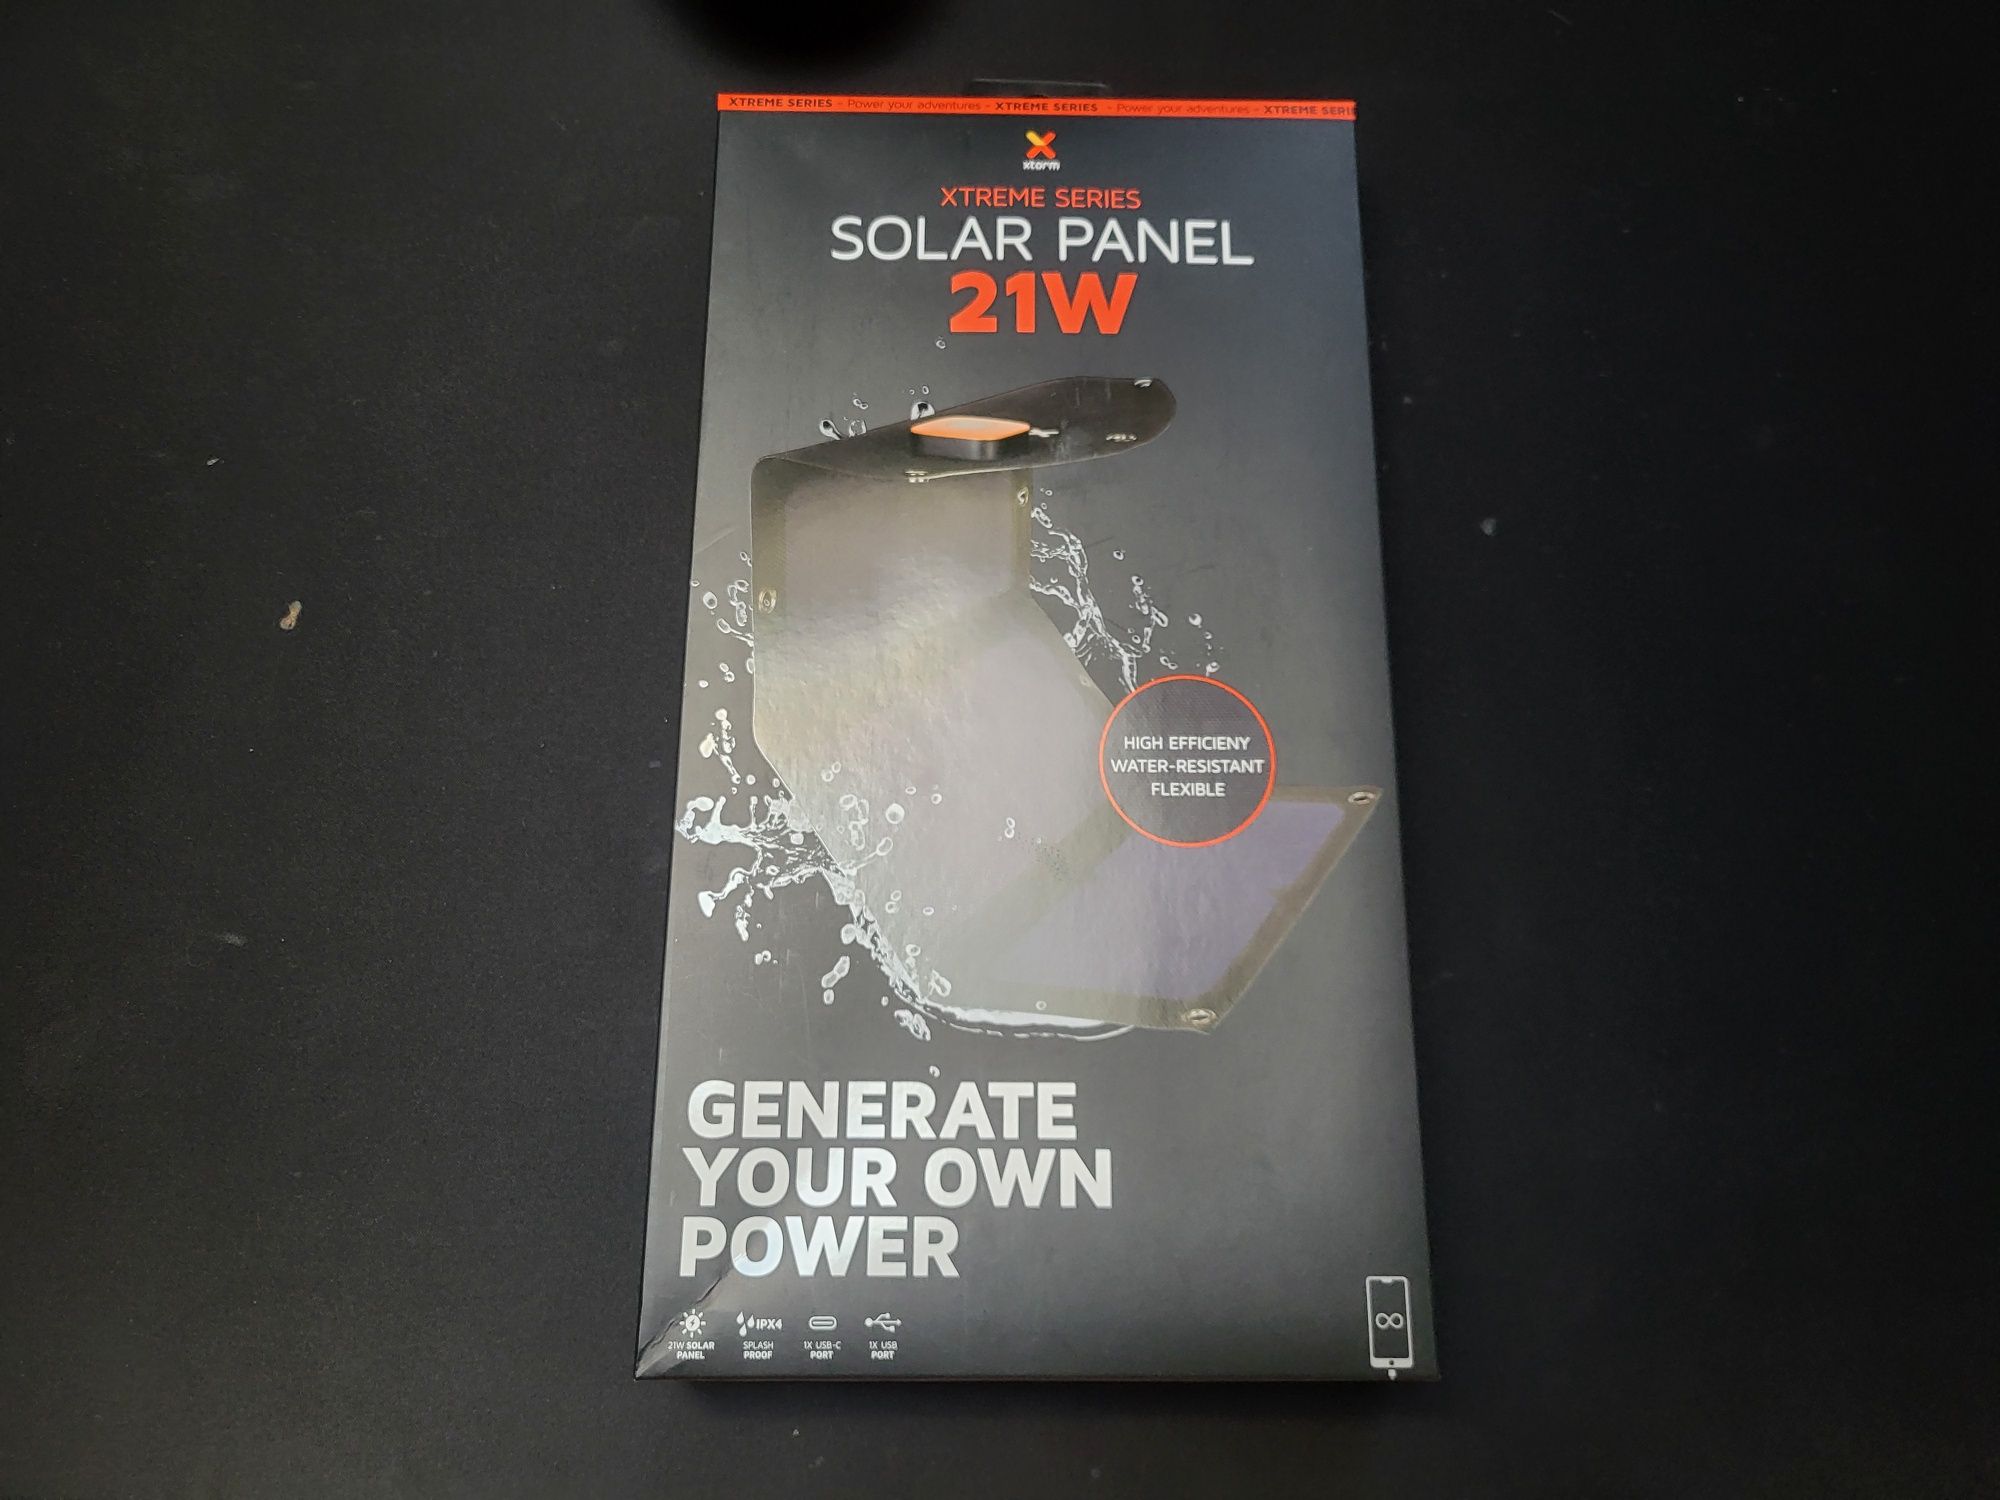 XTREME SERIES - Power your adventures - XTREME SERIES - Power your adventures - XTREME SERIE
xtorm
XTREME SERIES
SOLAR PANEL
21W
HIGH EFFICIENY
WATER-RESISTANT
FLEXIBLE
GENERATE
YOUR OWN
POWER
IPX4
21W SOLAR
PANEL
SPLASH
PROOF
1X USB-C
PORT
1X USB
PORT